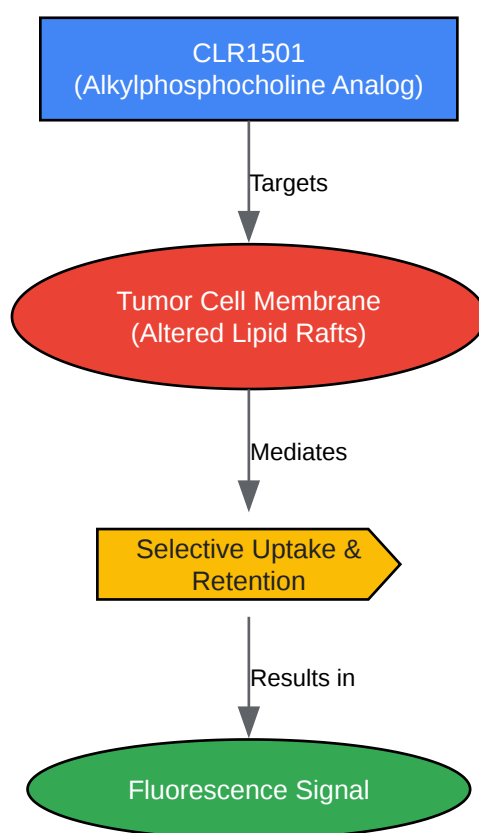 CLR1501
(Alkylphosphocholine Analog)
Targets
Tumor Cell Membrane
(Altered Lipid Rafts)
Mediates
Selective Uptake &
Retention
Results in
Fluorescence Signal